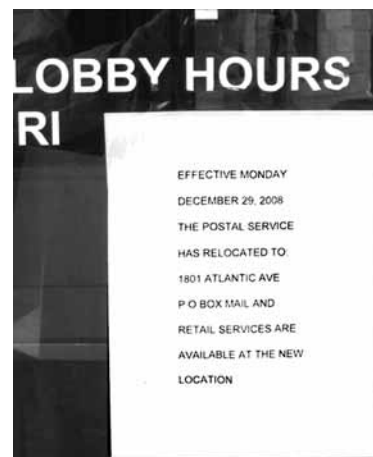 LOBBY HOURS
RI
EFFECTIVE MONDAY
DECEMBER 29, 2008
THE POSTAL SERVICE
HAS RELOCATED TO:
1801 ATLANTIC AVE
P O BOX MAIL AND
RETAIL SERVICES ARE
AVAILABLE AT THE NEW
LOCATION